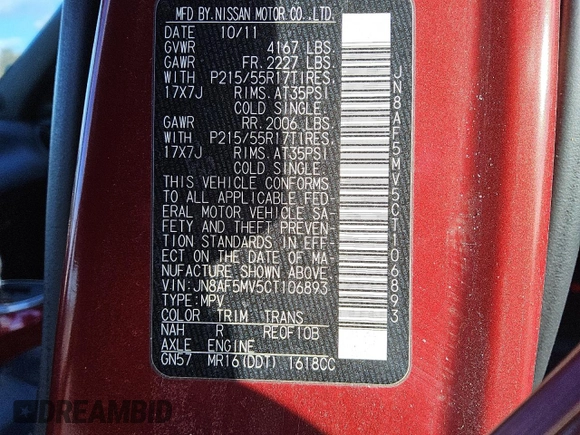 MFD BY.NISSAN MOTOR CO.,LTD.
DATE 10/11
GVWR 4167 LBS.
GAWR FR. 2227 LBS.
WITH P215/55R17TIRES.
17X7J RIMS. AT35PSI
COLD SINGLE.
GAWR RR. 2006 LBS.
WITH P215/55R17TIRES.
17X7J RIMS. AT35PSI
COLD SINGLE.
THIS VEHICLE CONFORMS
TO ALL APPLICABLE FED-
ERAL MOTOR VEHICLE SA-
FETY AND THEFT PREVEN-
TION STANDARDS IN EFF-
ECT ON THE DATE OF MA-
NUFACTURE SHOWN ABOVE.
VIN: JN8AF5MV5CT106893
TYPE: MPV
COLOR TRIM TRANS
NAH R RE0F10B
AXLE ENGINE
GN57 MR16(DDT) 1618CC
JN8AF5MV5CT106893
DREAMBID